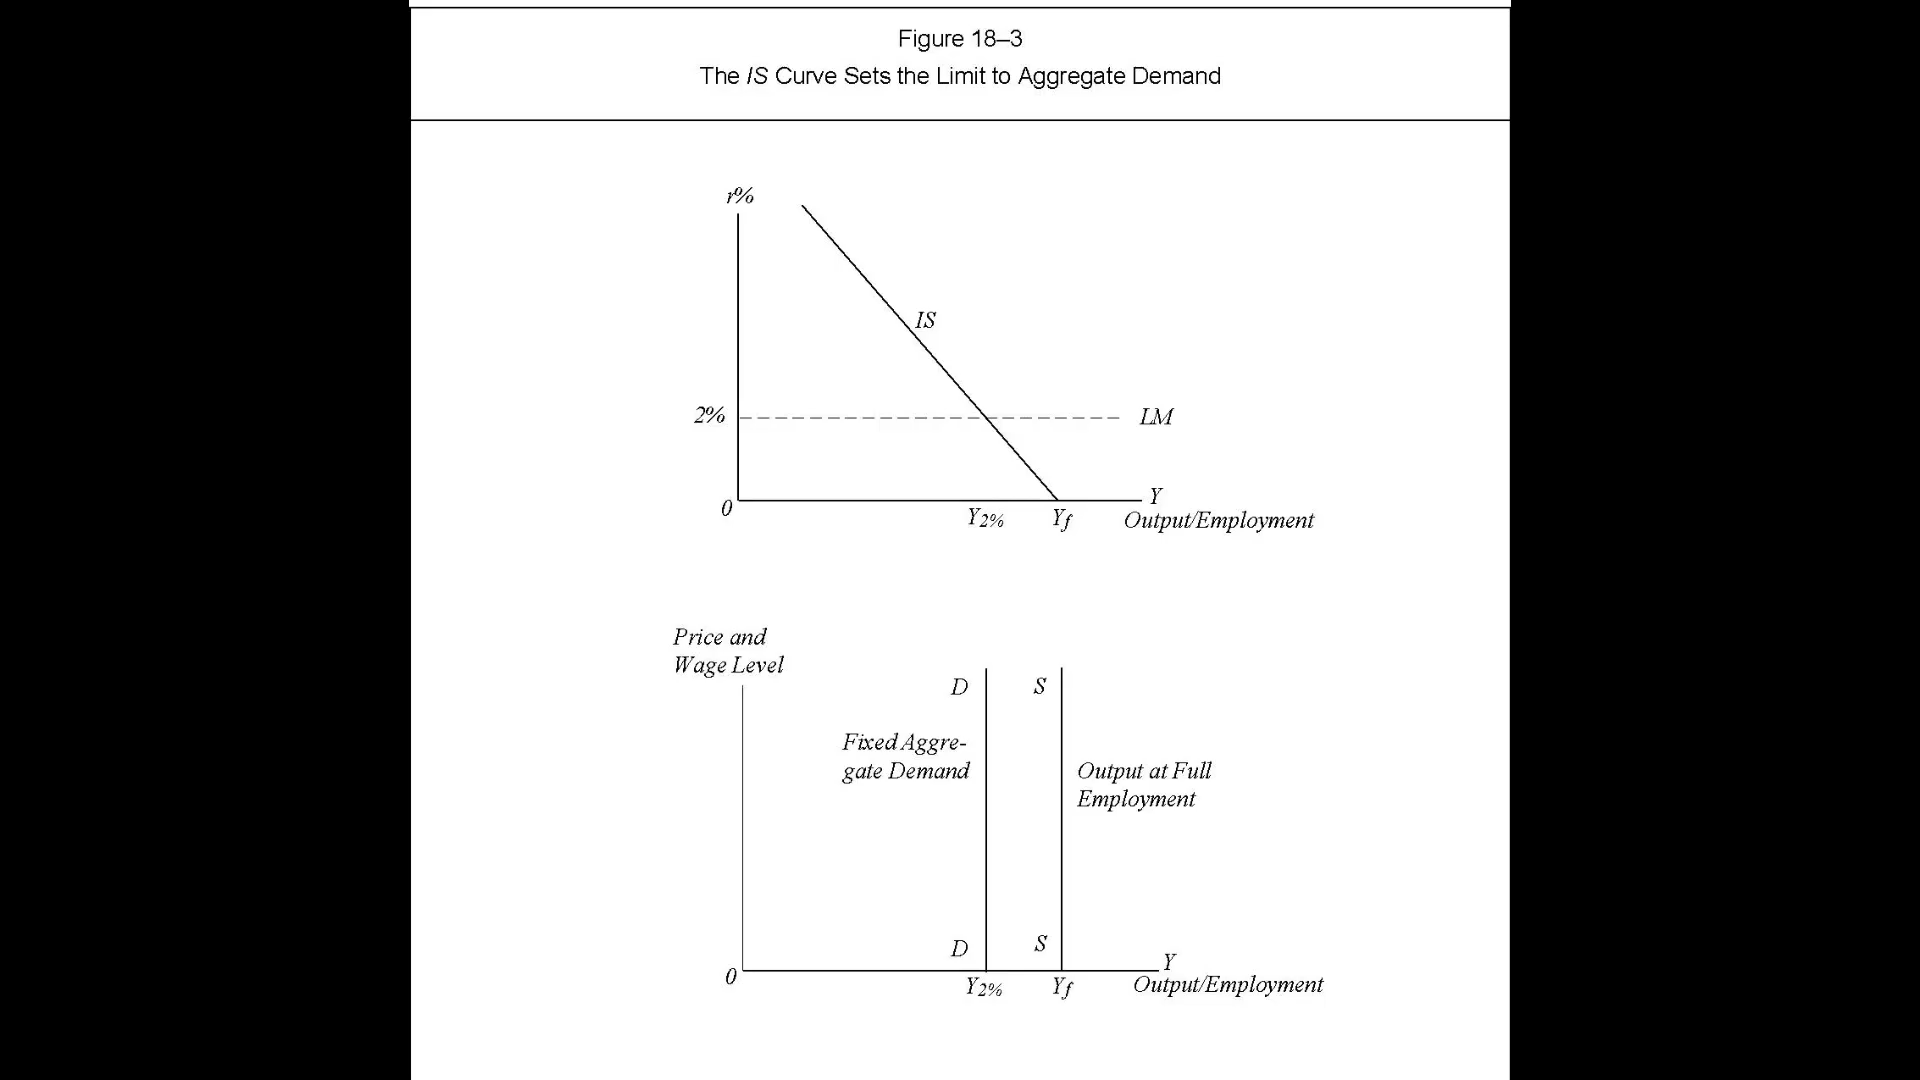 Figure 18–3
The IS Curve Sets the Limit to Aggregate Demand
r%
IS
2%
LM
0
Y
Y2%
Yf
Output/Employment
Price and
Wage Level
D
S
Fixed Aggre-
gate Demand
Output at Full
Employment
D
S
0
Y
Y2%
Yf
Output/Employment